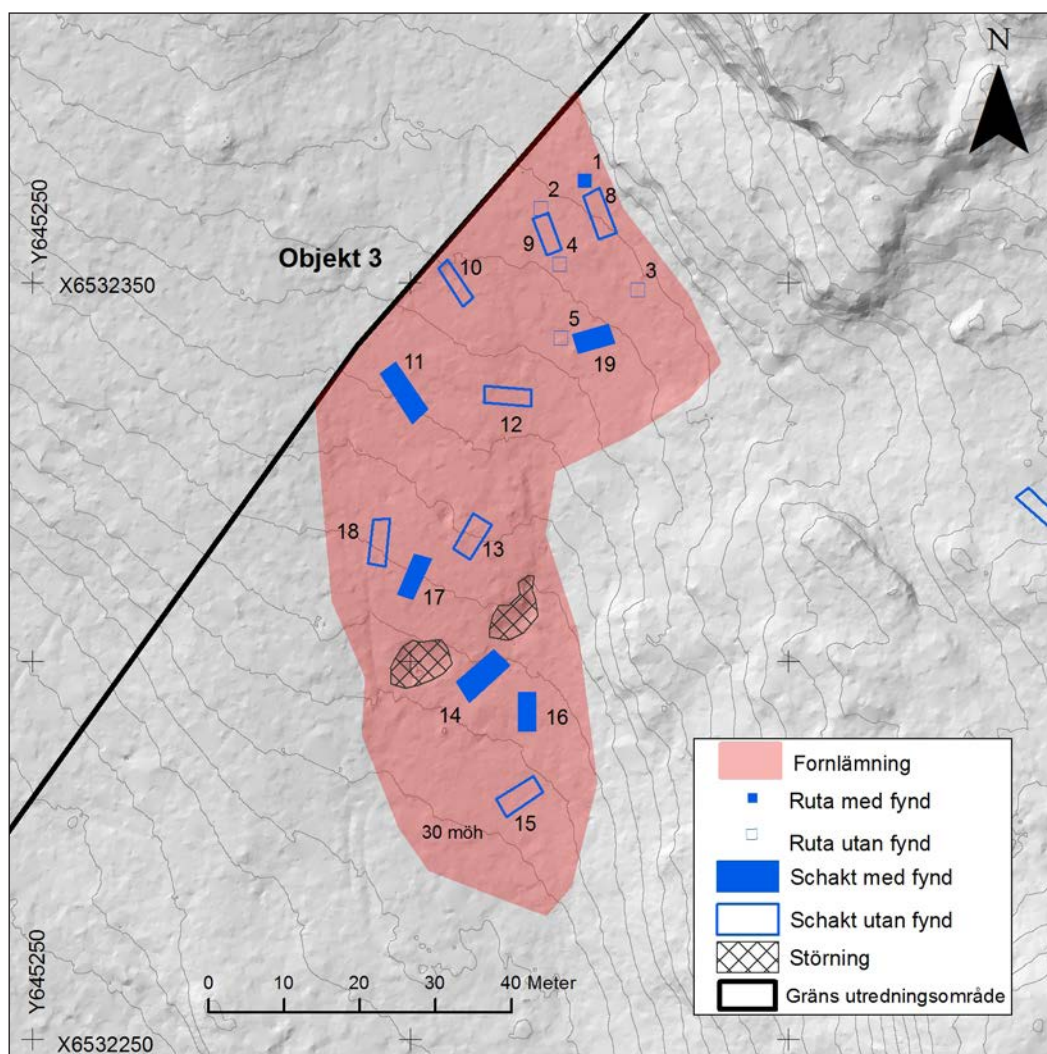 N
Y645250
X6532350
Objekt 3
1
2
8
9
4
10
3
5
19
11
12
18
13
17
14
16
15
30 möh
Y645250
X6532250
0 10 20 30 40 Meter
Fornlämning
Ruta med fynd
Ruta utan fynd
Schakt med fynd
Schakt utan fynd
Störning
Gräns utredningsområde